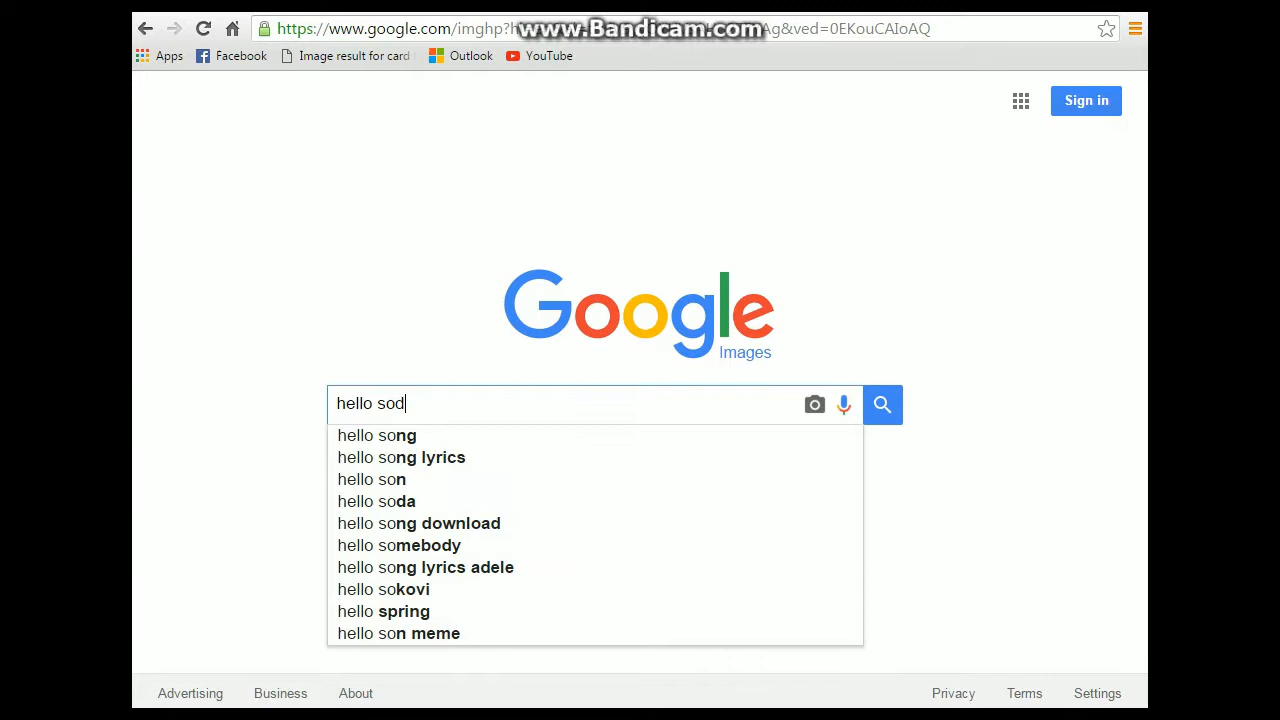 https://www.google.com/imghp?h
www.Bandicam.com
Ag&ved=0EKouCAIoAQ
Apps
Facebook
Image result for card
Outlook
YouTube
Sign in
Google
Images
hello sod
hello song
hello song lyrics
hello son
hello soda
hello song download
hello somebody
hello song lyrics adele
hello sokovi
hello spring
hello son meme
Advertising
Business
About
Privacy
Terms
Settings